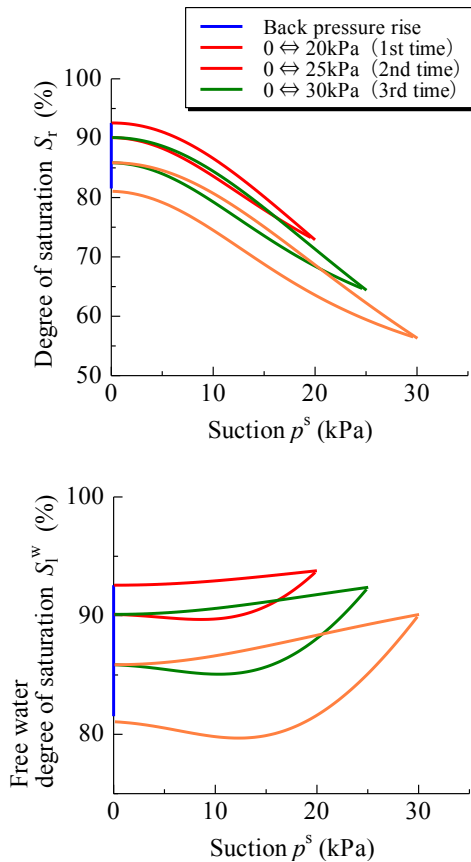 Back pressure rise
0 ⇔ 20kPa (1st time)
0 ⇔ 25kPa (2nd time)
0 ⇔ 30kPa (3rd time)
Degree of saturation Sr (%)
100
90
80
70
60
50
0 10 20 30
Suction pˢ (kPa)
Free water
degree of saturation Sₗʷ (%)
100
90
80
0 10 20 30
Suction pˢ (kPa)